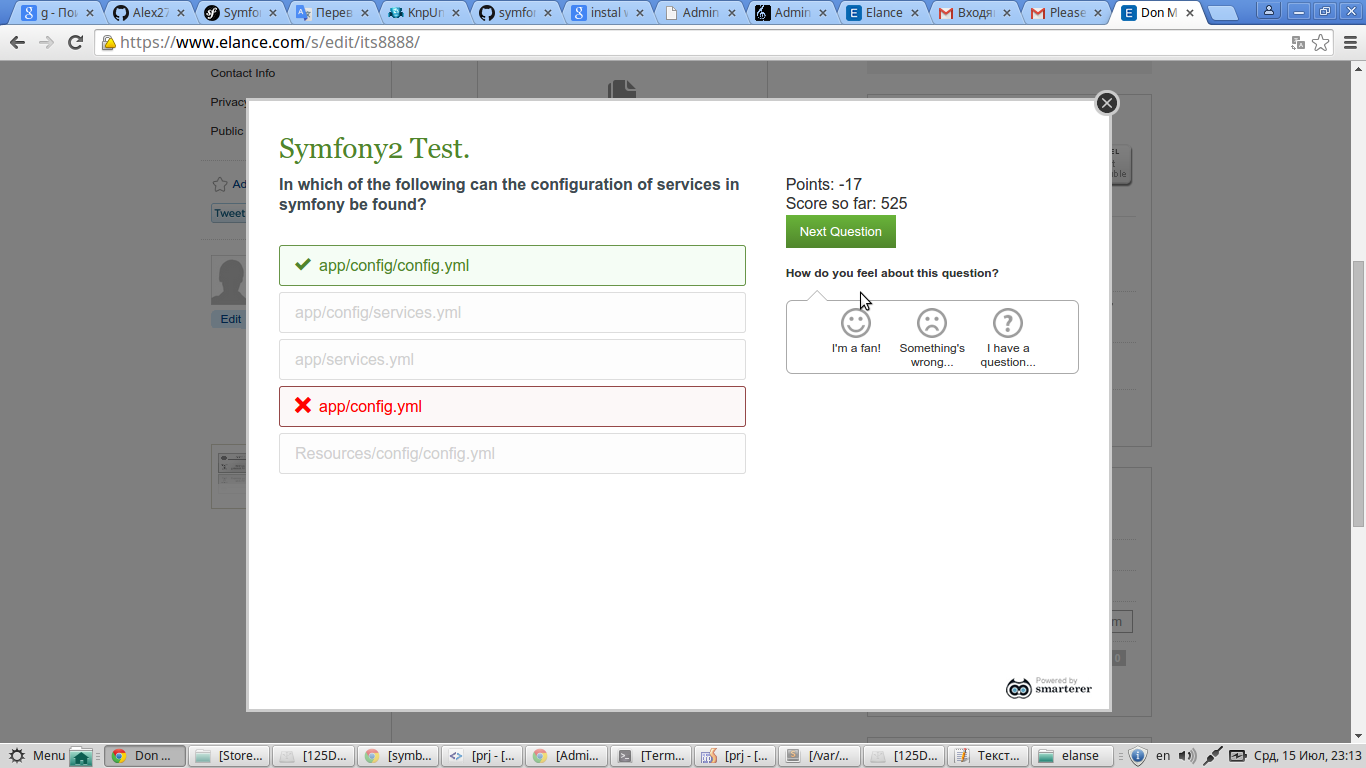 g - Пои
Alex27
Symfo
Перев
KnpUn
symfo
instal v
Admin
Admin
Elance
Входя
Please
Don M
https://www.elance.com/s/edit/its8888/
Contact Info
Privacy
Public
Ad
Tweet
Edit
Symfony2 Test.
In which of the following can the configuration of services in
symfony be found?
app/config/config.yml
app/config/services.yml
app/services.yml
app/config.yml
Resources/config/config.yml
Points: -17
Score so far: 525
Next Question
How do you feel about this question?
I'm a fan!
Something's
wrong...
I have a
question...
Powered by
smarterer
Menu
Don ...
[Store...
[125D...
[symb...
[prj - [...
[Admi...
[Term...
[prj - [...
[/var/...
[125D...
Текст...
elanse
en
Срд, 15 Июл, 23:13